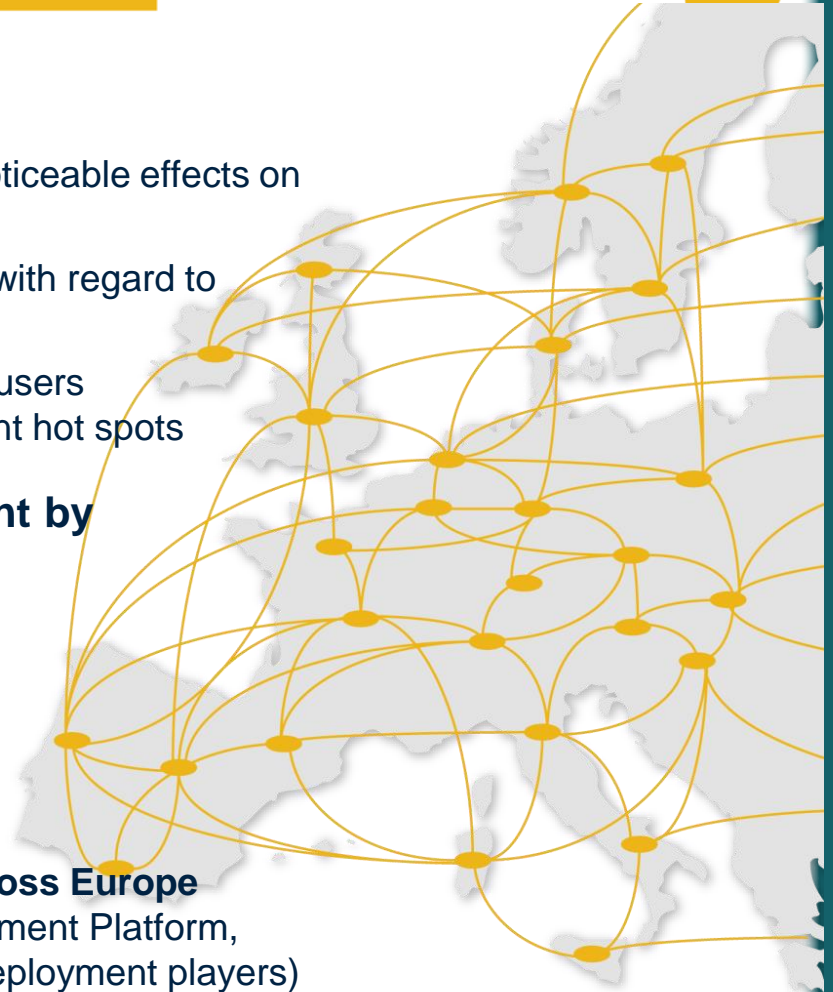 oticeable effects on
with regard to
users
nt hot spots
nt by
oss Europe
ment Platform,
eployment players)